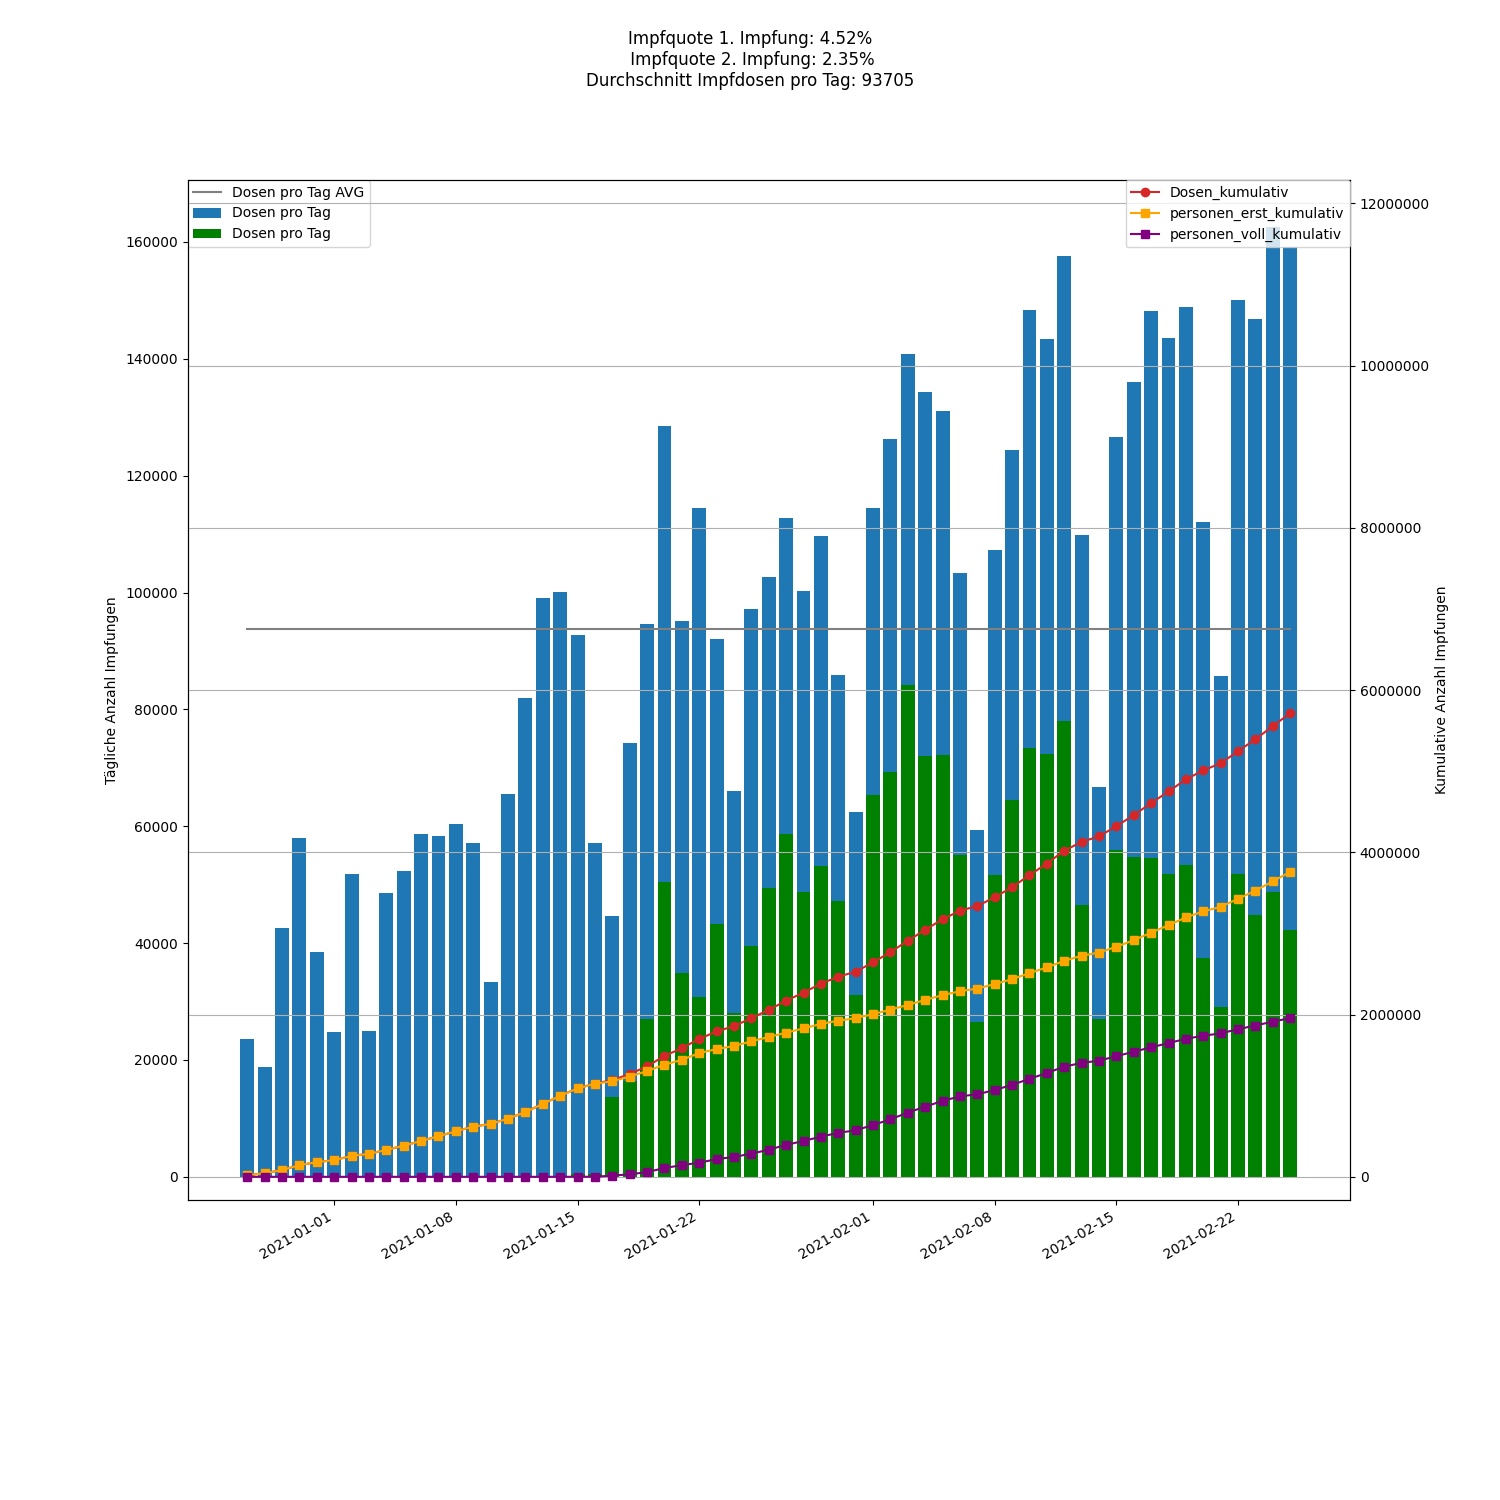 Impfquote 1. Impfung: 4.52%
Impfquote 2. Impfung: 2.35%
Durchschnitt Impfdosen pro Tag: 93705
Dosen pro Tag AVG
Dosen pro Tag
Dosen pro Tag
Dosen_kumulativ
personen_erst_kumulativ
personen_voll_kumulativ
Tägliche Anzahl Impfungen
160000
140000
120000
100000
80000
60000
40000
20000
0
12000000
10000000
8000000
6000000
4000000
2000000
0
Kumulative Anzahl Impfungen
2021-01-01
2021-01-08
2021-01-15
2021-01-22
2021-02-01
2021-02-08
2021-02-15
2021-02-22